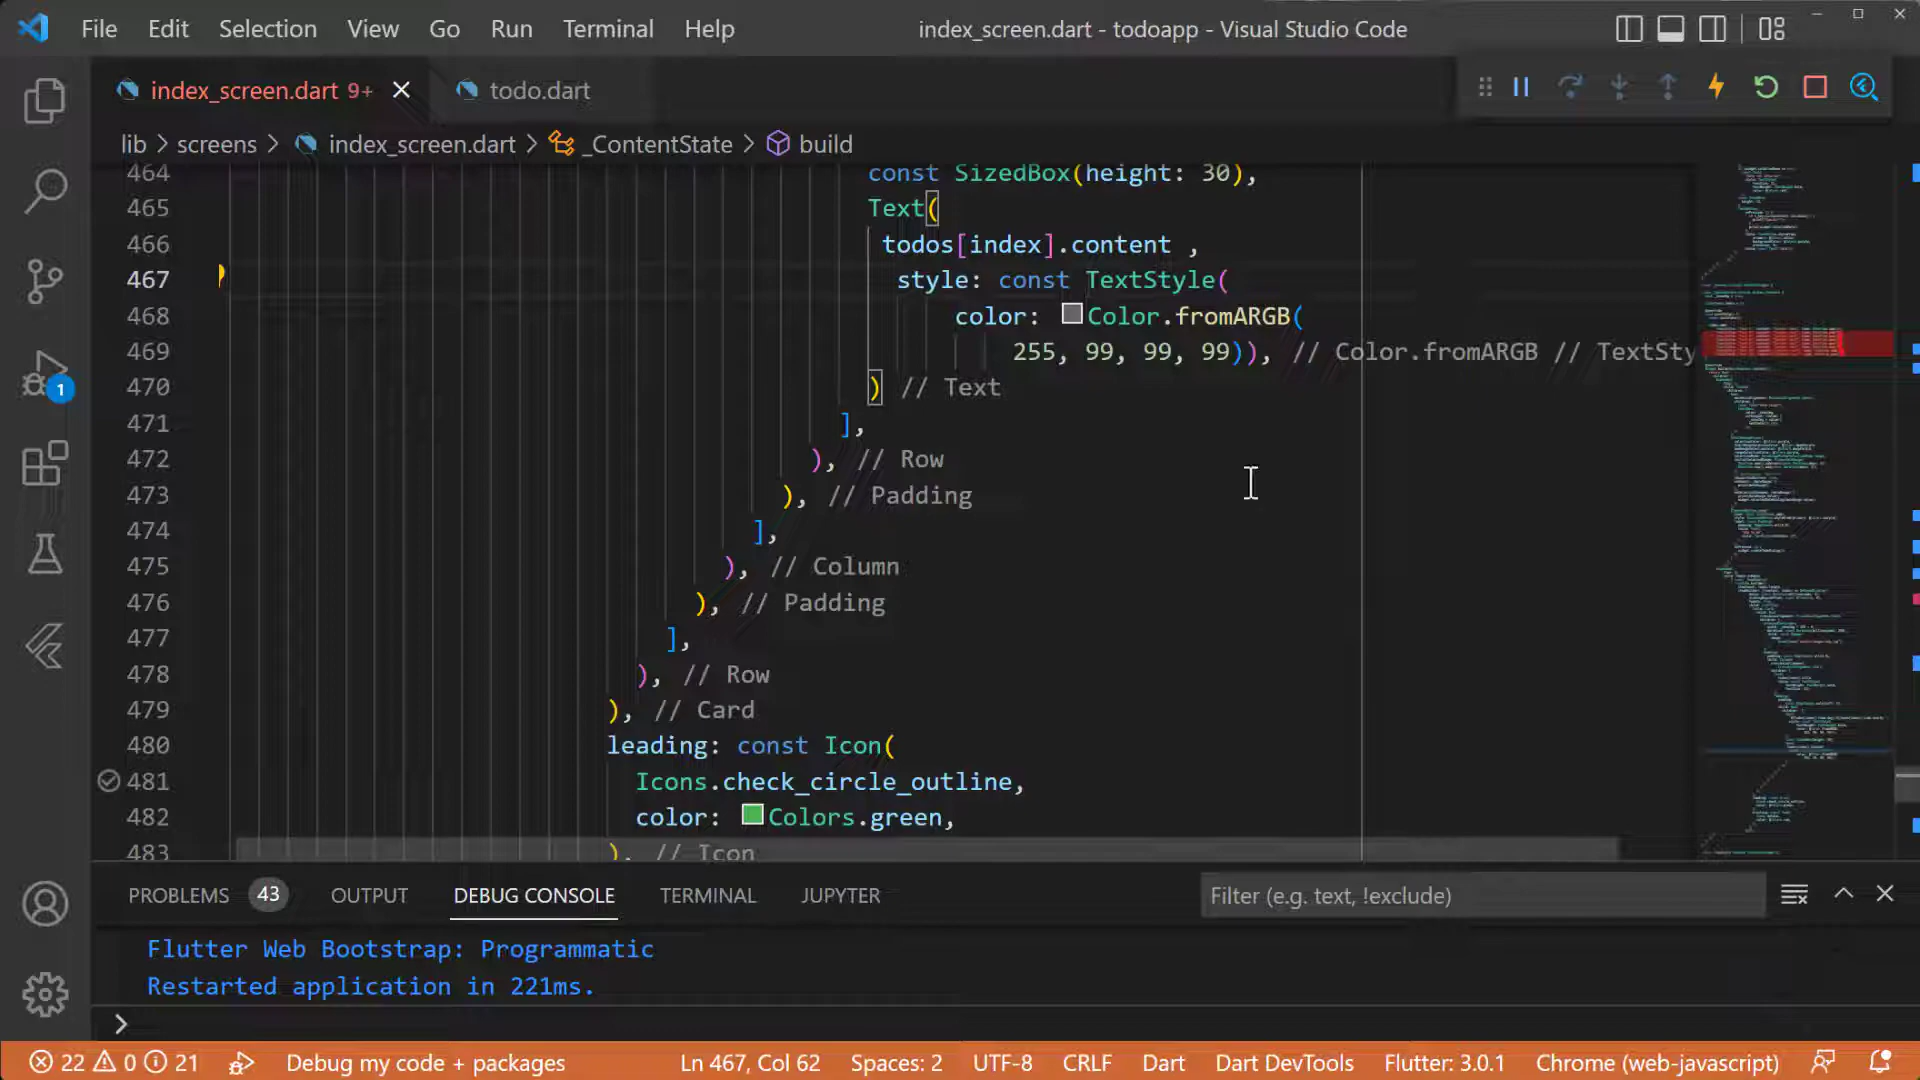 File Edit Selection View Go Run Terminal Help index_screen.dart - todoapp - Visual Studio Code
index_screen.dart 9+ todo.dart
lib > screens > index_screen.dart > _ContentState > build
464 const SizedBox(height: 30),
465 Text(
466 todos[index].content ,
467 style: const TextStyle(
468 color: Color.fromARGB(
469 255, 99, 99, 99)), // Color.fromARGB // TextSty
470 ) // Text
471 ],
472 ), // Row
473 ), // Padding
474 ],
475 ), // Column
476 ), // Padding
477 ],
478 ), // Row
479 ), // Card
480 leading: const Icon(
481 Icons.check_circle_outline,
482 color: Colors.green,
483 ), // Icon
1
PROBLEMS 43 OUTPUT DEBUG CONSOLE TERMINAL JUPYTER Filter (e.g. text, !exclude)
Flutter Web Bootstrap: Programmatic
Restarted application in 221ms.
>
22 0 21 Debug my code + packages Ln 467, Col 62 Spaces: 2 UTF-8 CRLF Dart Dart DevTools Flutter: 3.0.1 Chrome (web-javascript)